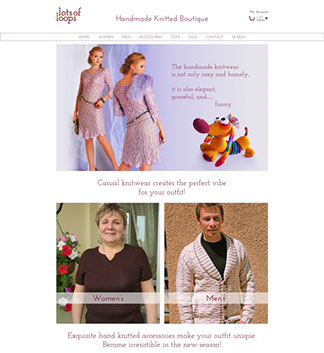 lots of
loops
Handmade Knitted Boutique
My Account
HOME WOMEN MEN ACCESSORIES TOYS SALE CONTACT SEARCH
The handmade knitwear
is not only cozy and homely,
it is also elegant,
graceful, and.....
funny
Casual knitwear creates the perfect vibe
for your outfit!
Women's Men's
Exquisite hand knitted accessories make your outfit unique.
Become irresistible in the new season!